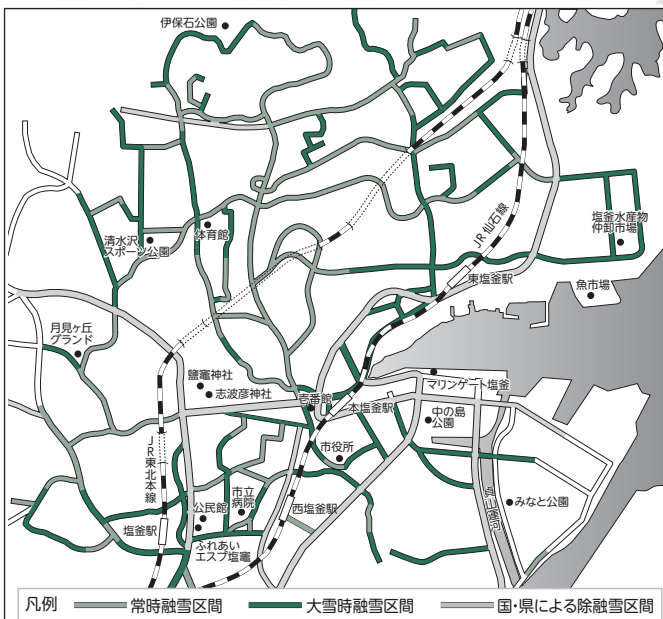 伊保石公園
清水沢
スポーン公園
体育館
JR仙石線
塩釜水産物
仲卸市場
東塩釜駅
魚市場
月見ヶ丘
グランド
鹽竈神社
志波彦神社
壱番館
マリンゲート塩釜
本塩釜駅
中の島
公園
市役所
JR東北本線
市立
病院
公民館
西塩釜駅
貞山運河
みなと公園
塩釜駅
ふれあい
エスプ塩竈
凡例
常時融雪区間
大雪時融雪区間
国・県による除融雪区間